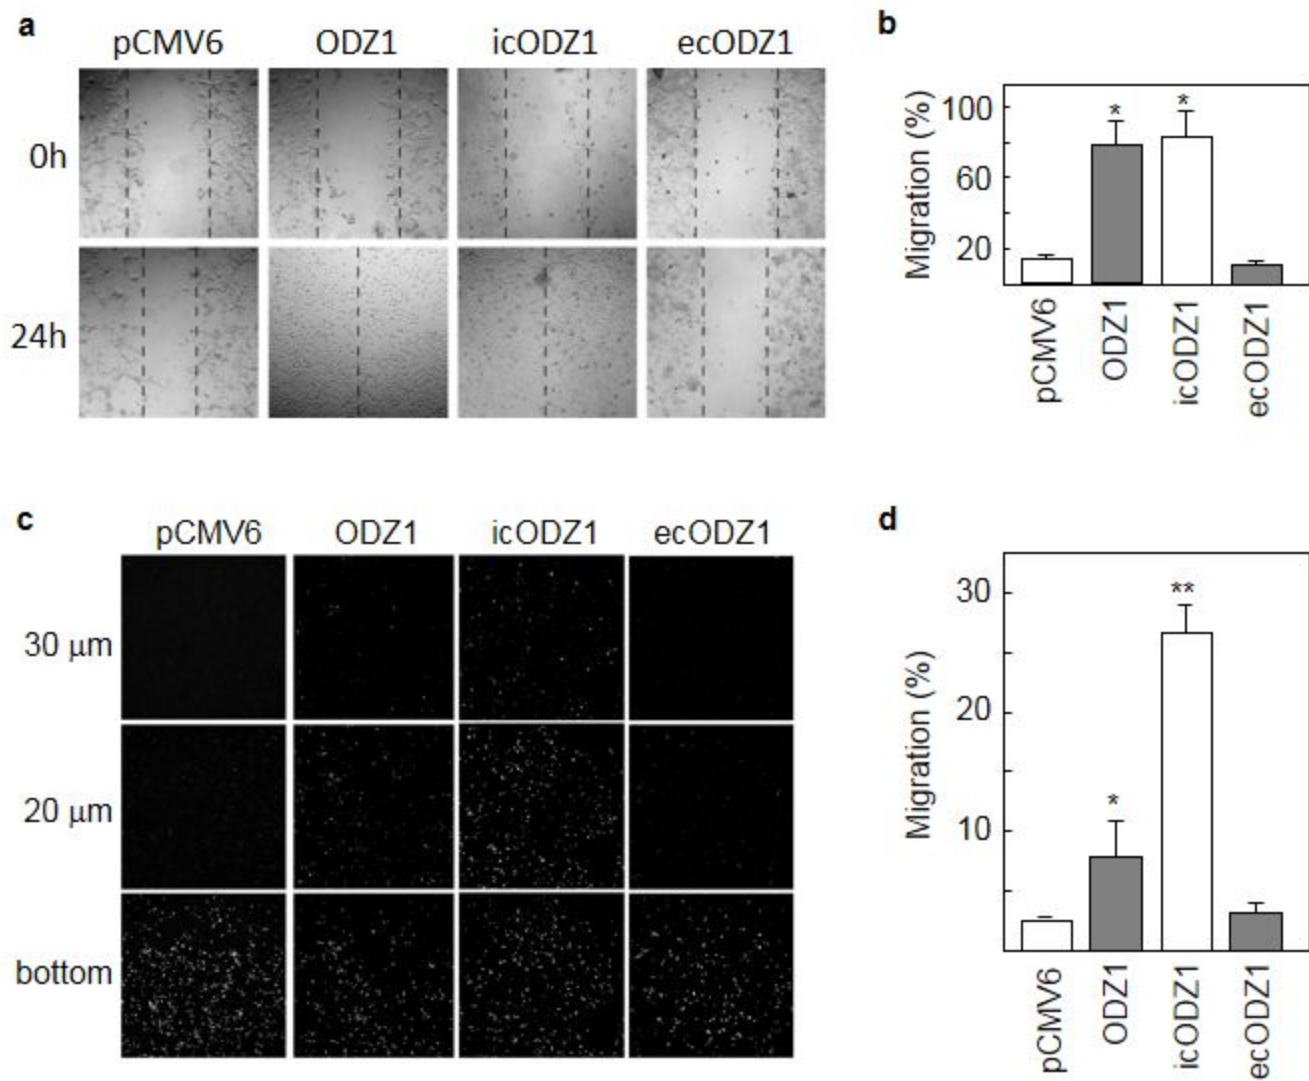 a
pCMV6 ODZ1 icODZ1 ecODZ1
0h
24h
b
Migration (%)
100
60
20
* *
pCMV6 ODZ1 icODZ1 ecODZ1
c
pCMV6 ODZ1 icODZ1 ecODZ1
30 µm
20 µm
bottom
d
Migration (%)
30
20
10
* **
pCMV6 ODZ1 icODZ1 ecODZ1